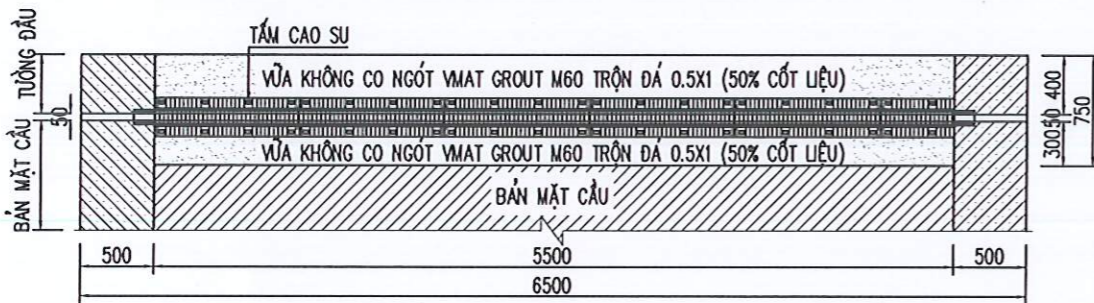 TẤM CAO SU
TƯỜNG ĐẦU
VỮA KHÔNG CO NGÓT VMAT GROUT M60 TRỘN ĐÁ 0.5X1 (50% CỐT LIỆU)
400
50
50
750
300
BẢN MẶT CẦU
VỮA KHÔNG CO NGÓT VMAT GROUT M60 TRỘN ĐÁ 0.5X1 (50% CỐT LIỆU)
BẢN MẶT CẦU
500
5500
500
6500